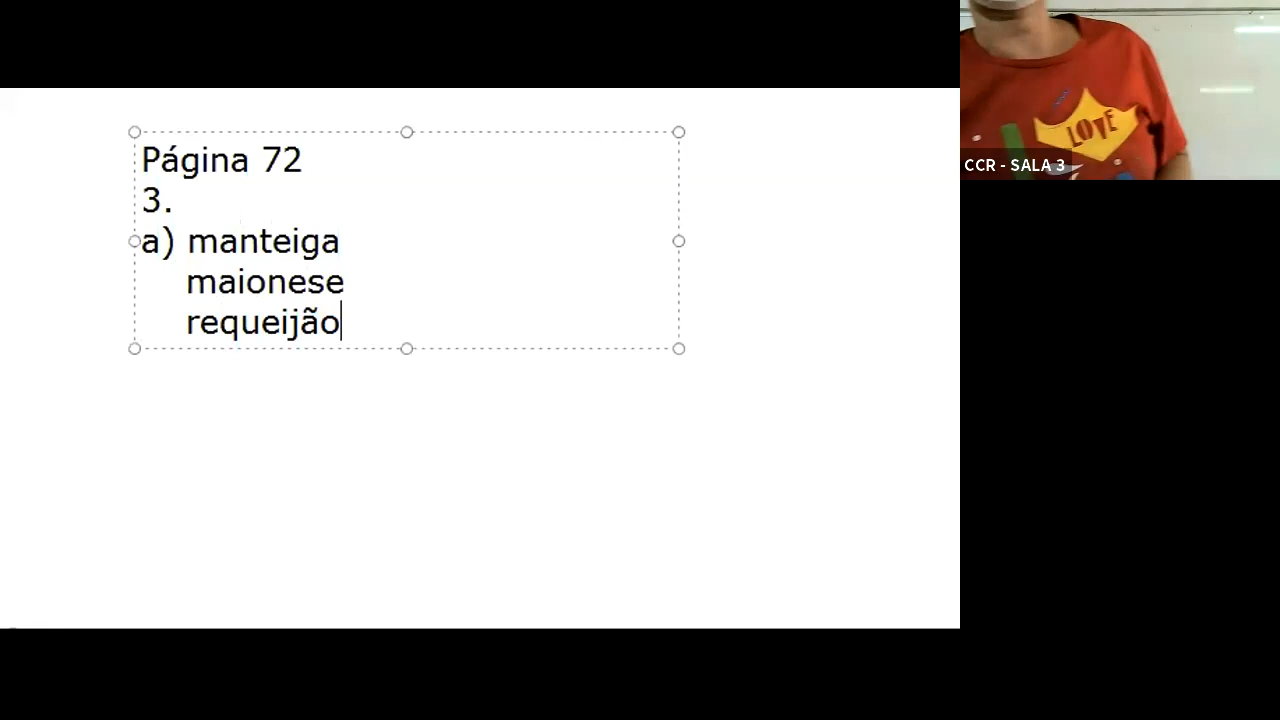 Página 72
3.
a) manteiga
maionese
requeijão
LOVE
CCR - SALA 3